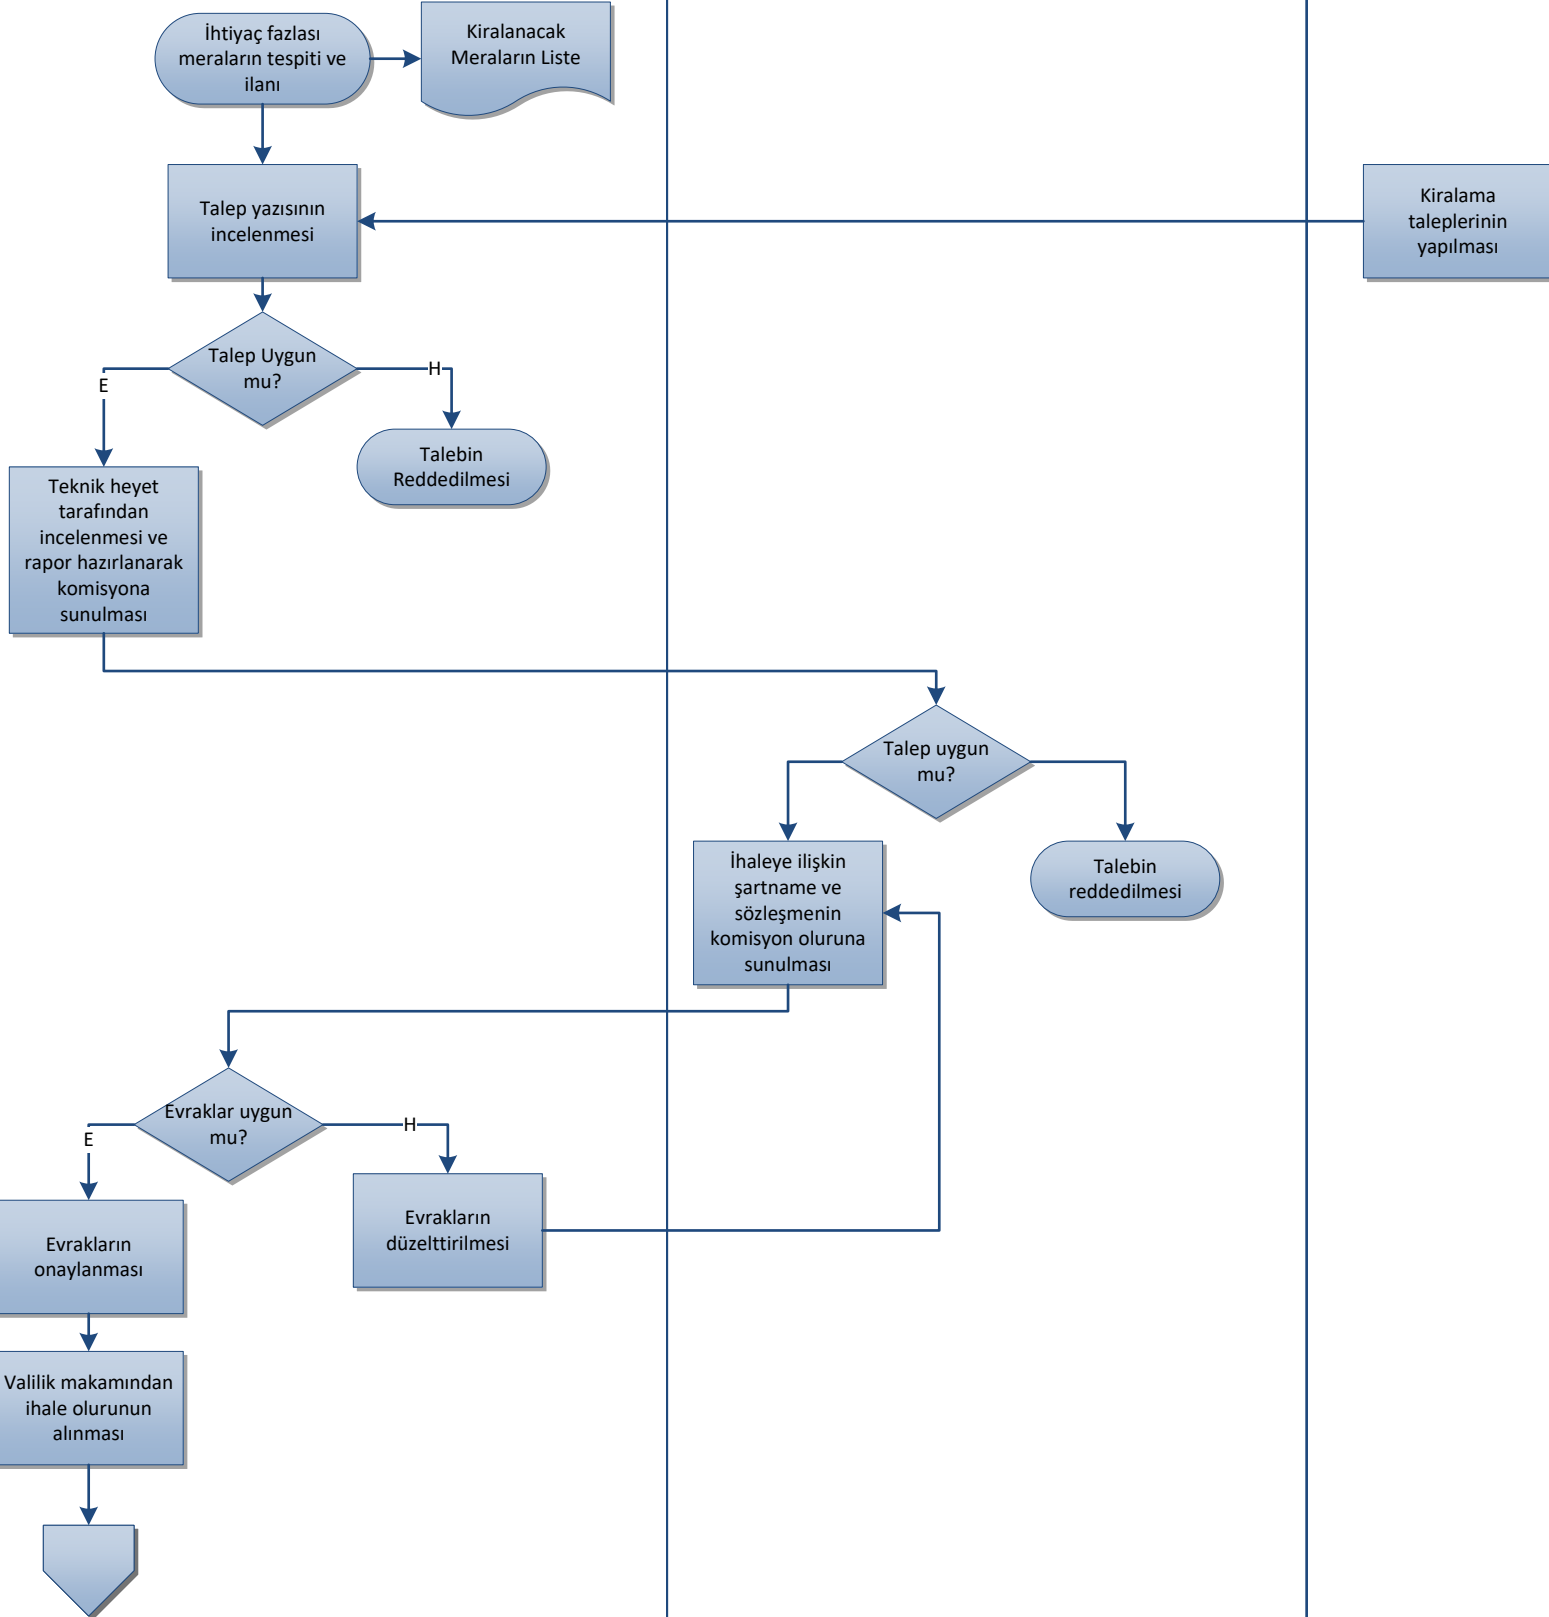 İhtiyaç fazlası
meraların tespiti ve
ilanı
Kiralanacak
Meraların Liste
Talep yazısının
incelenmesi
Kiralama
taleplerinin
yapılması
Talep Uygun
mu?
E
H
Talebin
Reddedilmesi
Teknik heyet
tarafından
incelenmesi ve
rapor hazırlanarak
komisyona
sunulması
Talep uygun
mu?
İhaleye ilişkin
şartname ve
sözleşmenin
komisyon oluruna
sunulması
Talebin
reddedilmesi
Evraklar uygun
mu?
E
H
Evrakların
onaylanması
Evrakların
düzelttirilmesi
Valilik makamından
ihale olurunun
alınması